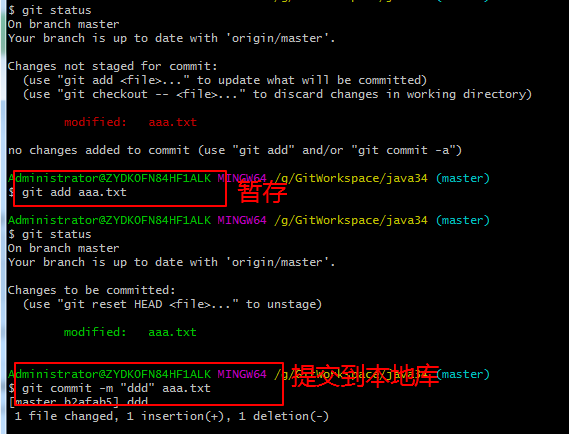 $ git status
On branch master
Your branch is up to date with 'origin/master'.
Changes not staged for commit:
(use "git add <file>..." to update what will be committed)
(use "git checkout -- <file>..." to discard changes in working directory)
modified: aaa.txt
no changes added to commit (use "git add" and/or "git commit -a")
Administrator@ZYDKOFN84HF1ALK MINGW64 /g/GitWorkspace/java34 (master)
$ git add aaa.txt
暂存
Administrator@ZYDKOFN84HF1ALK MINGW64 /g/GitWorkspace/java34 (master)
$ git status
On branch master
Your branch is up to date with 'origin/master'.
Changes to be committed:
(use "git reset HEAD <file>..." to unstage)
modified: aaa.txt
Administrator@ZYDKOFN84HF1ALK MINGW64 /g/GitWorkspace/java34 (master)
提交到本地库
$ git commit -m "ddd" aaa.txt
[master b2afab5] ddd
1 file changed, 1 insertion(+), 1 deletion(-)